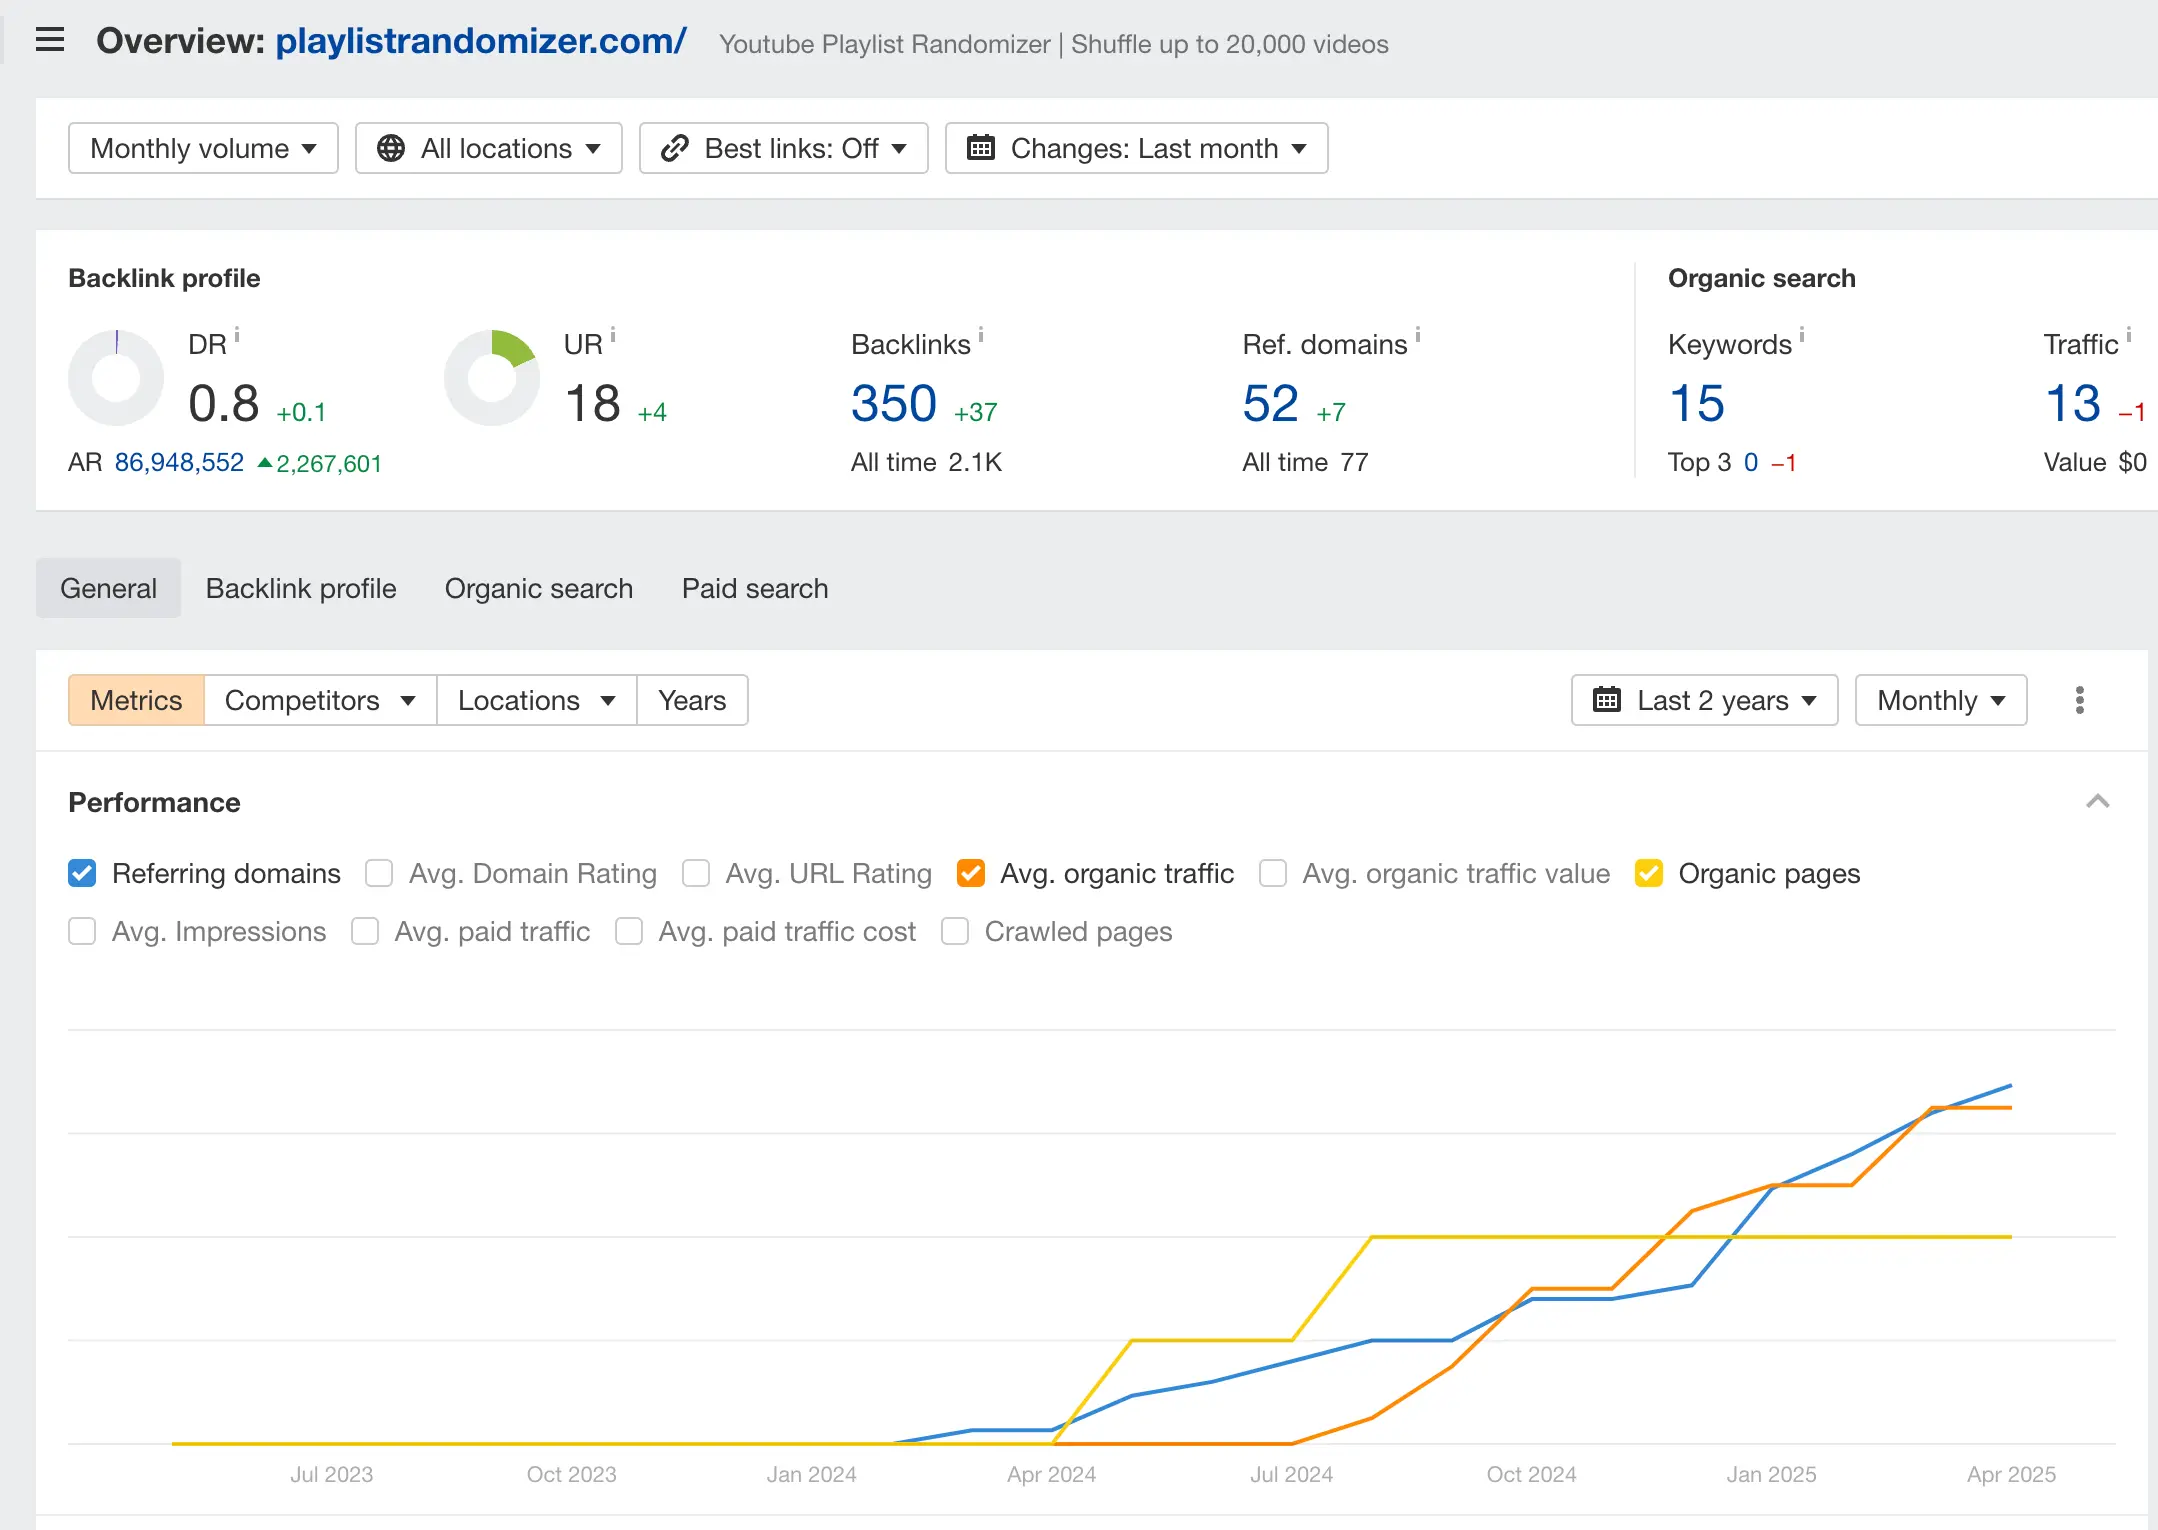 Overview: playlistrandomizer.com/ Youtube Playlist Randomizer | Shuffle up to 20,000 videos
Monthly volume All locations Best links: Off Changes: Last month
Backlink profile
DR i
0.8 +0.1
AR 86,948,552 2,267,601
UR i
18 +4
Backlinks i
350 +37
All time 2.1K
Ref. domains i
52 +7
All time 77
Organic search
Keywords i
15
Top 3 0 −1
Traffic i
13 −1
Value $0
General Backlink profile Organic search Paid search
Metrics Competitors Locations Years Last 2 years Monthly
Performance
Referring domains Avg. Domain Rating Avg. URL Rating Avg. organic traffic Avg. organic traffic value Organic pages
Avg. Impressions Avg. paid traffic Avg. paid traffic cost Crawled pages
Jul 2023 Oct 2023 Jan 2024 Apr 2024 Jul 2024 Oct 2024 Jan 2025 Apr 2025